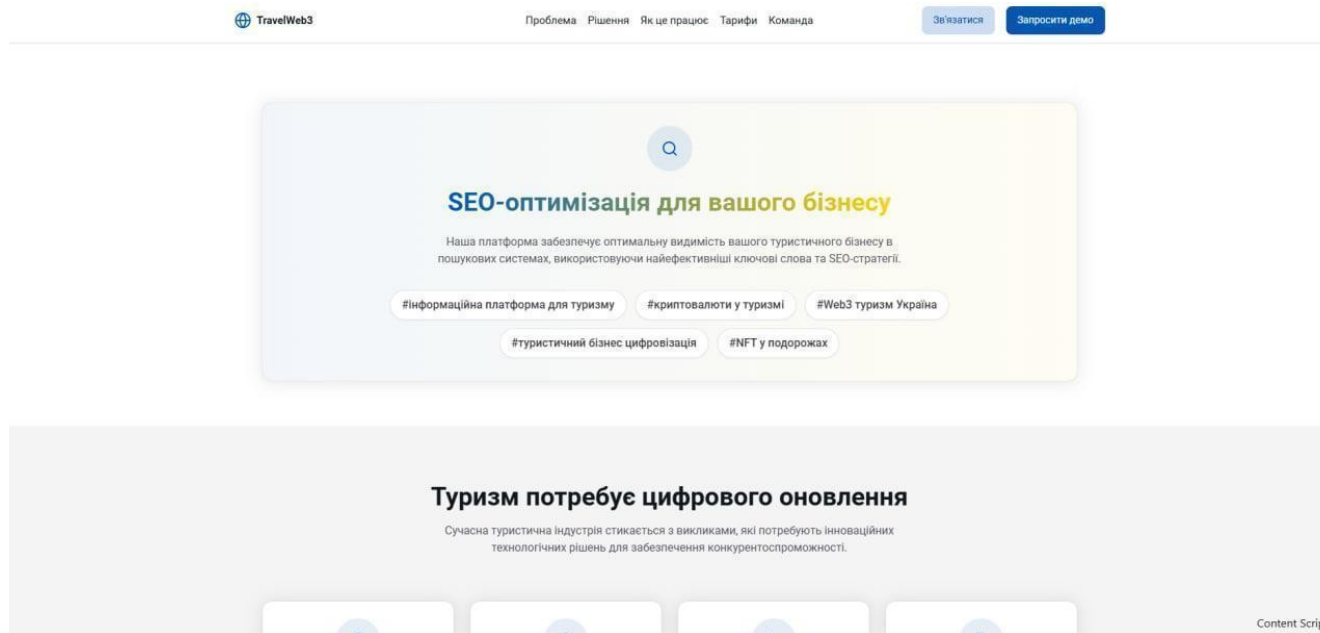 TravelWeb3
Проблема Рішення Як це працює Тарифи Команда
Зв'язатися
Запросити демо
SEO-оптимізація для вашого бізнесу
Наша платформа забезпечує оптимальну видимість вашого туристичного бізнесу в
пошукових системах, використовуючи найефективніші ключові слова та SEO-стратегії.
#інформаційна платформа для туризму #криптовалюти у туризмі #Web3 туризм Україна
#туристичний бізнес цифровізація #NFT у подорожах
Туризм потребує цифрового оновлення
Сучасна туристична індустрія стикається з викликами, які потребують інноваційних
технологічних рішень для забезпечення конкурентоспроможності.
Content Scrip